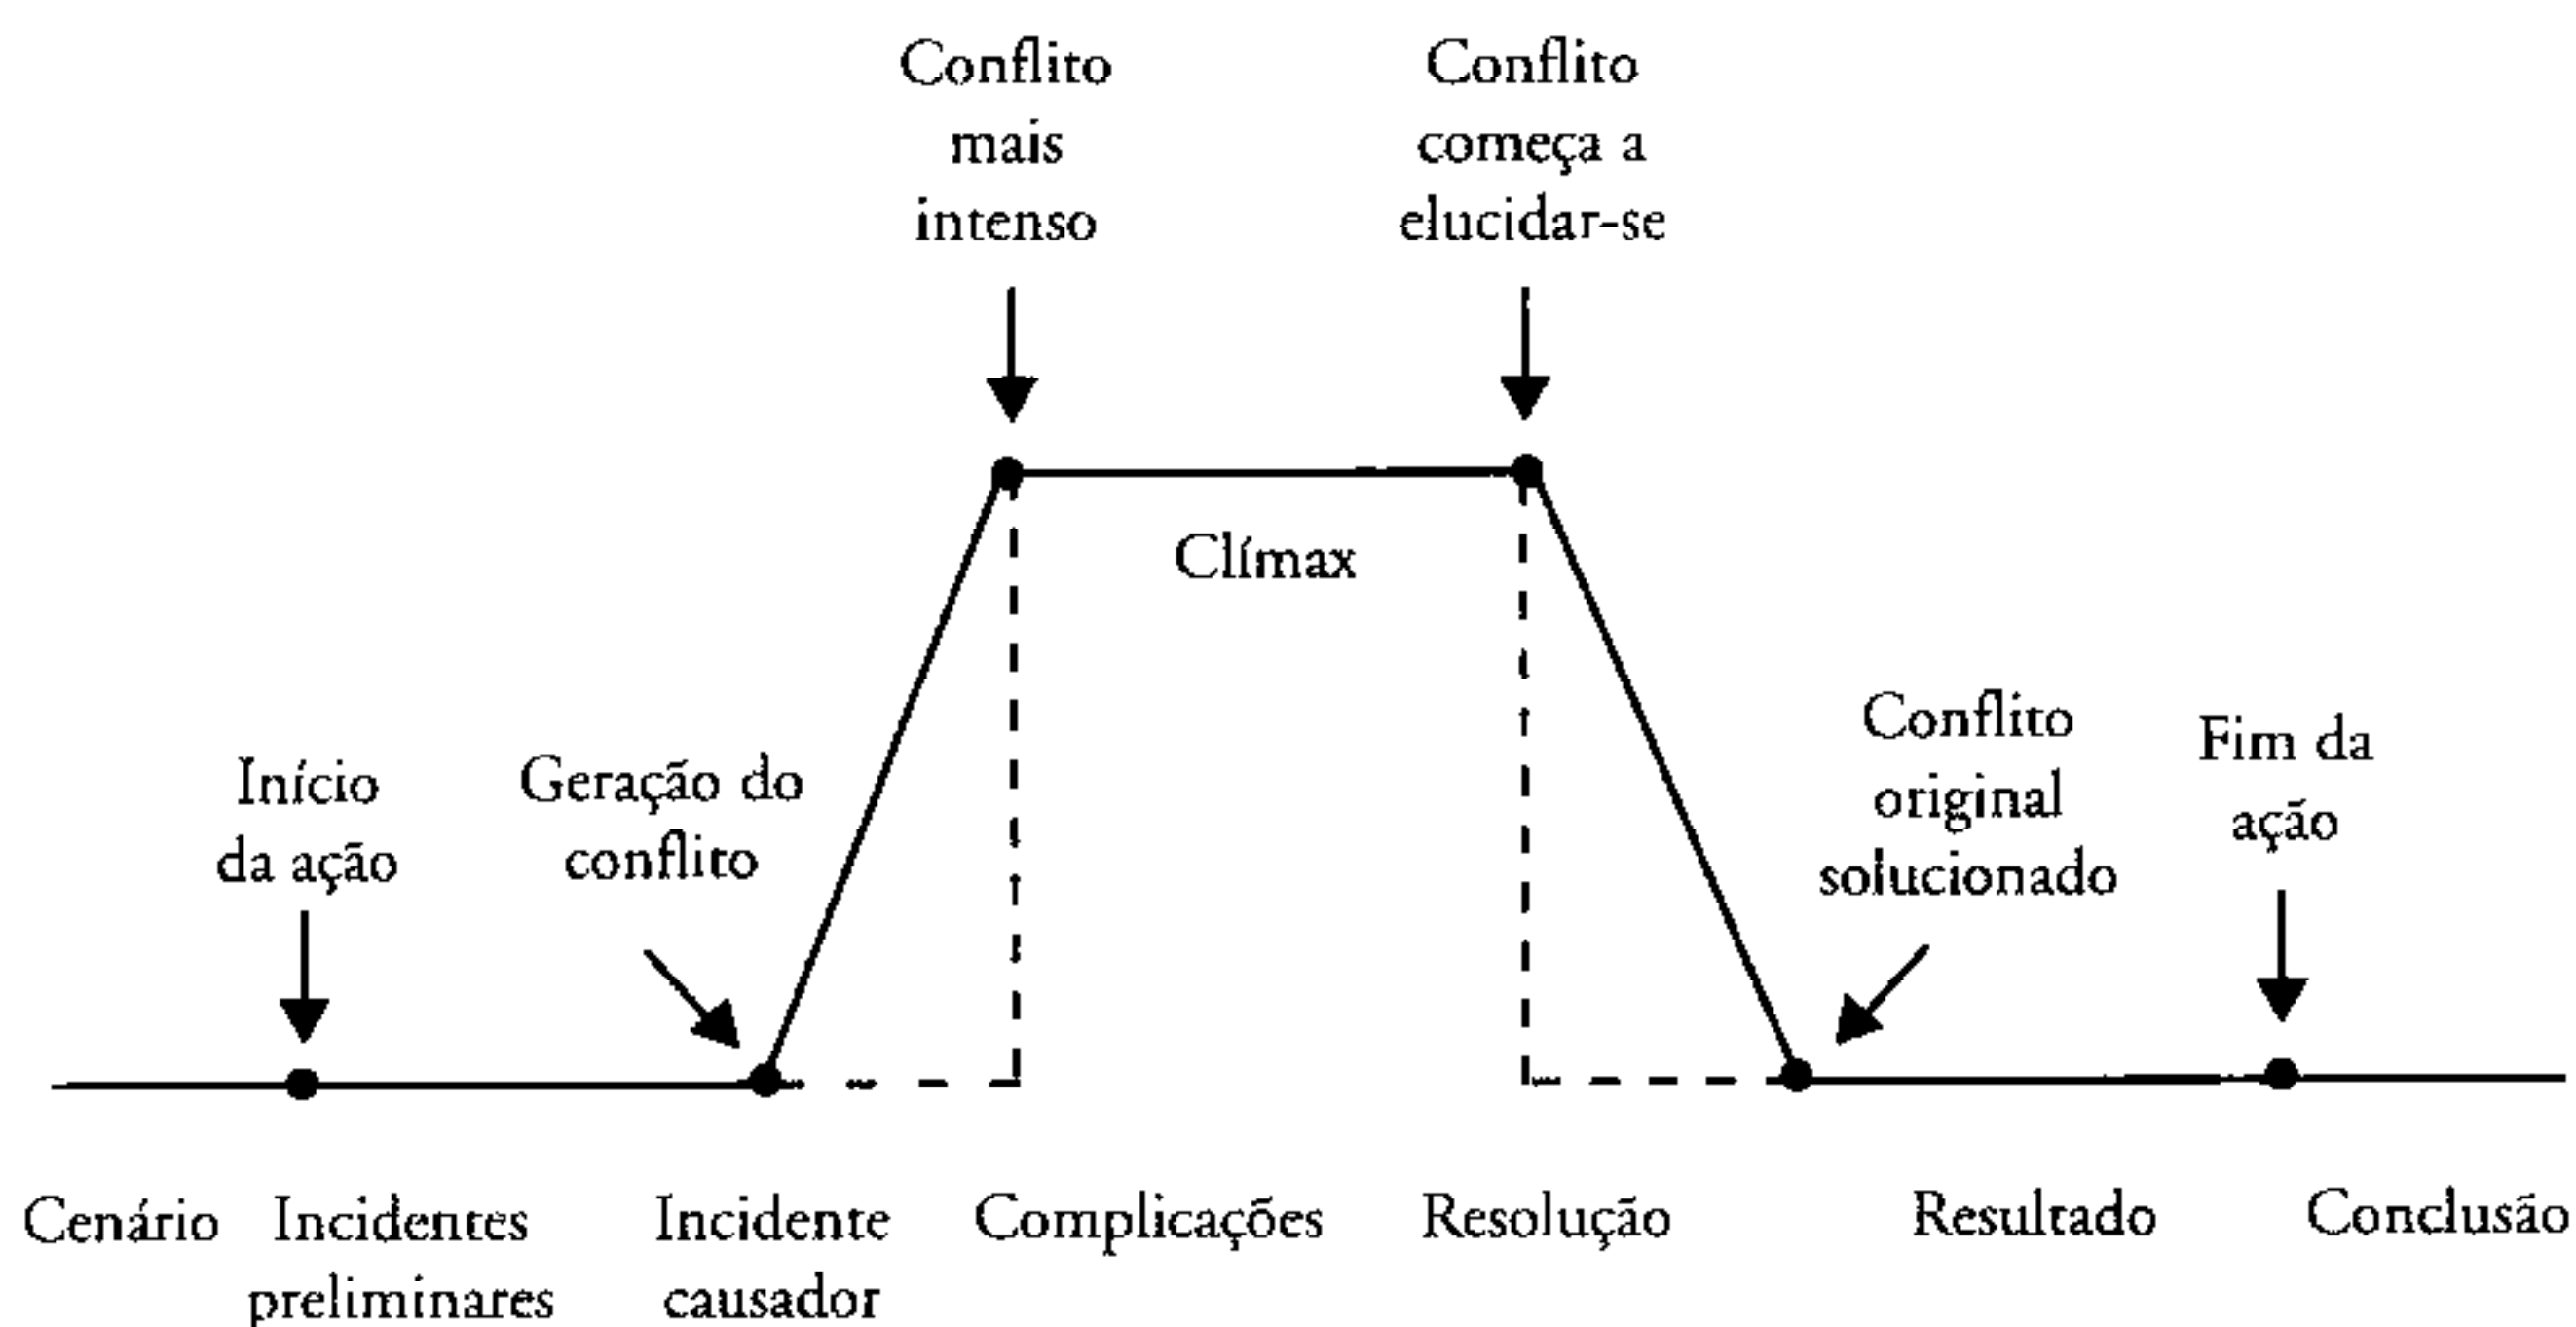 Conflito
mais
intenso
Conflito
começa a
elucidar-se
Clímax
Início
da ação
Geração do
conflito
Conflito
original
solucionado
Fim da
ação
Cenário
Incidentes
preliminares
Incidente
causador
Complicações
Resolução
Resultado
Conclusão